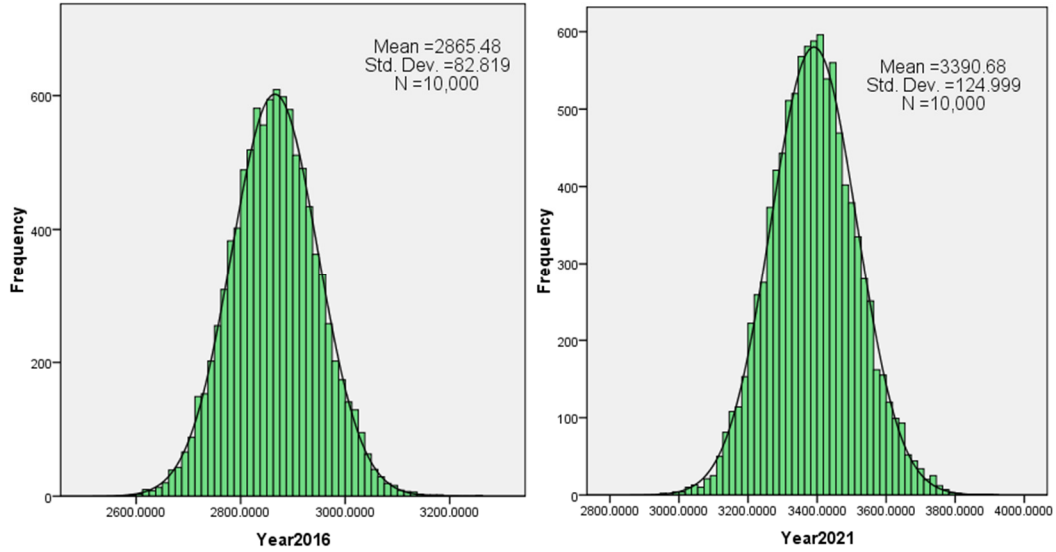 Mean =2865.48
Std. Dev. =82.819
N =10,000
600
400
200
0
Frequency
2600.0000 2800.0000 3000.0000 3200.0000
Year2016
Mean =3390.68
Std. Dev. =124.999
N =10,000
600
500
400
300
200
100
0
Frequency
2800.0000 3000.0000 3200.0000 3400.0000 3600.0000 3800.0000 4000.0000
Year2021